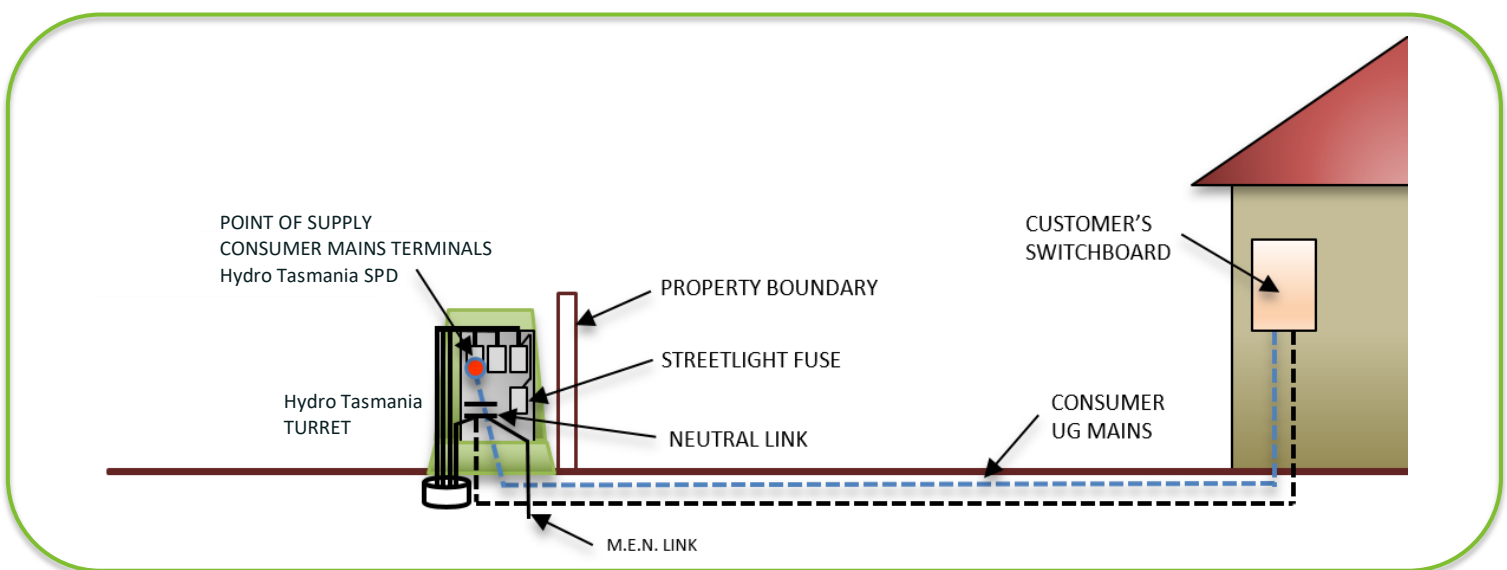 POINT OF SUPPLY
CONSUMER MAINS TERMINALS
Hydro Tasmania SPD
CUSTOMER'S
SWITCHBOARD
PROPERTY BOUNDARY
STREETLIGHT FUSE
Hydro Tasmania
TURRET
NEUTRAL LINK
CONSUMER
UG MAINS
M.E.N. LINK